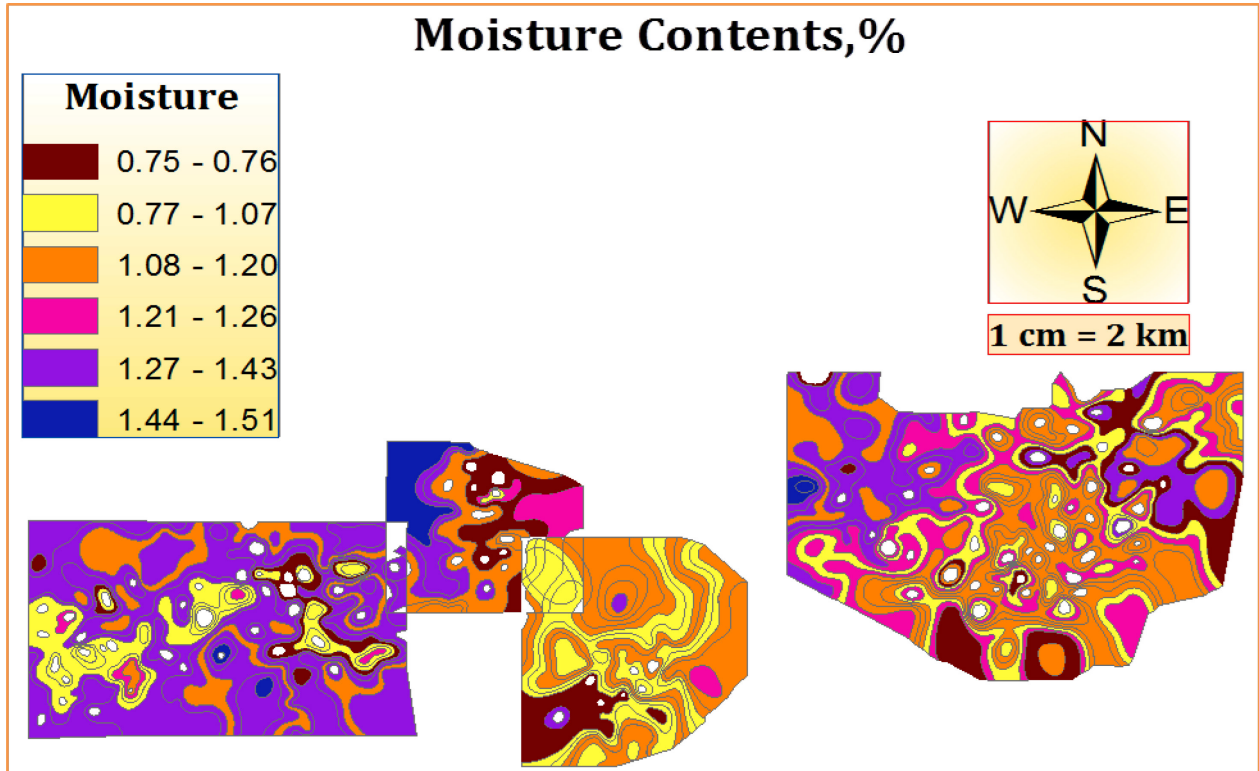 Moisture Contents,%
Moisture
0.75 - 0.76
0.77 - 1.07
1.08 - 1.20
1.21 - 1.26
1.27 - 1.43
1.44 - 1.51
N
W E
S
1 cm = 2 km